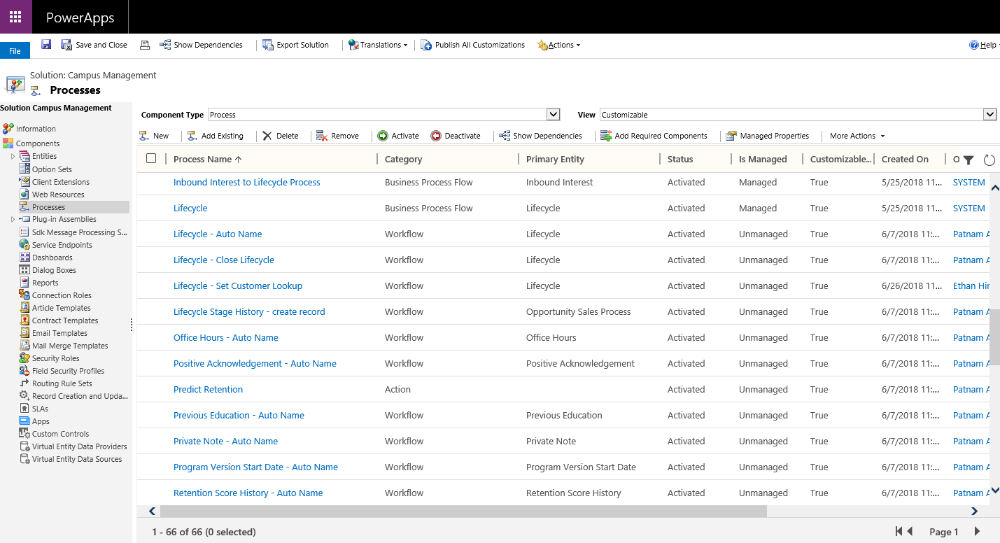 PowerApps
File Save and Close Show Dependencies Export Solution Translations Publish All Customizations Actions Help
Solution: Campus Management
Processes
Solution Campus Management
Information
Components
Entities
Option Sets
Client Extensions
Web Resources
Processes
Plug-in Assemblies
Sdk Message Processing S...
Service Endpoints
Dashboards
Dialog Boxes
Reports
Connection Roles
Article Templates
Contract Templates
Email Templates
Mail Merge Templates
Security Roles
Field Security Profiles
Routing Rule Sets
Record Creation and Upda...
SLAs
Apps
Custom Controls
Virtual Entity Data Providers
Virtual Entity Data Sources
Component Type Process View Customizable
New Add Existing Delete Remove Activate Deactivate Show Dependencies Add Required Components Managed Properties More Actions
Process Name Category Primary Entity Status Is Managed Customizable... Created On O
Inbound Interest to Lifecycle Process Business Process Flow Inbound Interest Activated Managed True 5/25/2018 11... SYSTEM
Lifecycle Business Process Flow Lifecycle Activated Managed True 5/25/2018 11... SYSTEM
Lifecycle - Auto Name Workflow Lifecycle Activated Unmanaged True 6/7/2018 11:... Patnam A
Lifecycle - Close Lifecycle Workflow Lifecycle Activated Unmanaged True 6/7/2018 11:... Patnam A
Lifecycle - Set Customer Lookup Workflow Lifecycle Activated Unmanaged True 6/26/2018 11... Ethan Hir
Lifecycle Stage History - create record Workflow Opportunity Sales Process Activated Unmanaged True 6/7/2018 11:... Patnam A
Office Hours - Auto Name Workflow Office Hours Activated Unmanaged True 6/7/2018 11:... Patnam A
Positive Acknowledgement - Auto Name Workflow Positive Acknowledgement Activated Unmanaged True 6/7/2018 11:... Patnam A
Predict Retention Action Activated Unmanaged True 6/7/2018 11:... Patnam A
Previous Education - Auto Name Workflow Previous Education Activated Unmanaged True 6/7/2018 11:... Patnam A
Private Note - Auto Name Workflow Private Note Activated Unmanaged True 6/7/2018 11:... Patnam A
Program Version Start Date - Auto Name Workflow Program Version Start Date Activated Unmanaged True 6/7/2018 11:... Patnam A
Retention Score History - Auto Name Workflow Retention Score History Activated Unmanaged True 6/7/2018 11:... Patnam A
1 - 66 of 66 (0 selected) Page 1